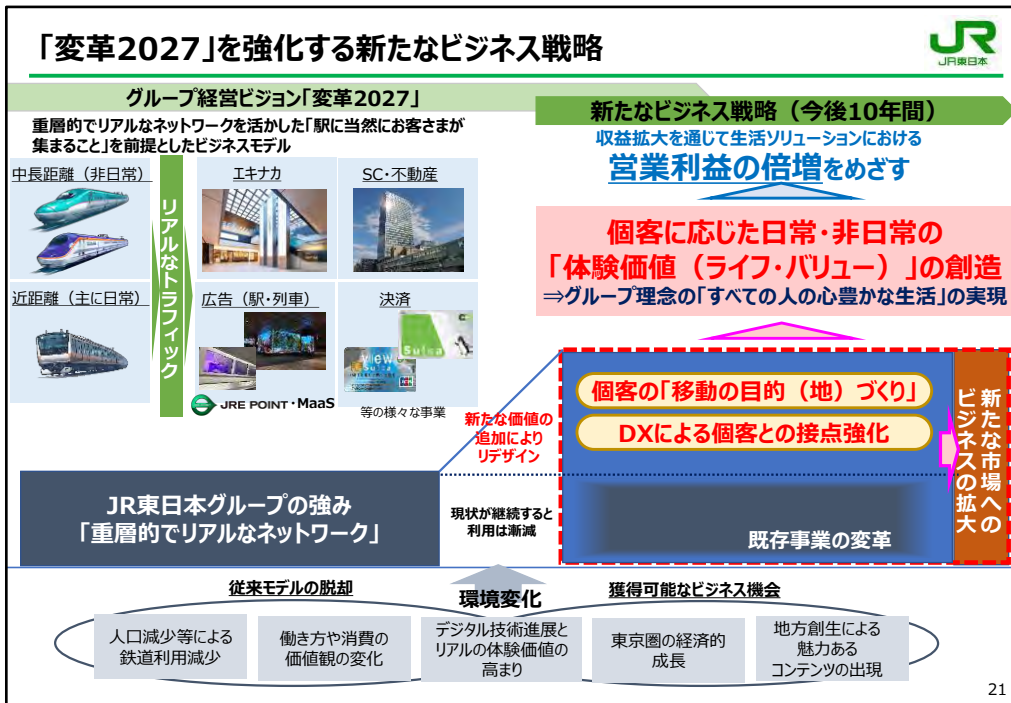 「変革2027」を強化する新たなビジネス戦略
JR
JR東日本
グループ経営ビジョン「変革2027」
重層的でリアルなネットワークを活かした「駅に当然にお客さまが
集まること」を前提としたビジネスモデル
中長距離（非日常）
近距離（主に日常）
リアルなトラフィック
エキナカ
SC・不動産
広告（駅・列車）
決済
view
Suica
Suica
JCB
JRE POINT・MaaS
等の様々な事業
新たなビジネス戦略（今後10年間）
収益拡大を通じて生活ソリューションにおける
営業利益の倍増をめざす
個客に応じた日常・非日常の
「体験価値（ライフ・バリュー）」の創造
⇒グループ理念の「すべての人の心豊かな生活」の実現
新たな価値の
追加により
リデザイン
個客の「移動の目的（地）づくり」
DXによる個客との接点強化
新たな市場への
ビジネスの拡大
JR東日本グループの強み
「重層的でリアルなネットワーク」
現状が継続すると
利用は漸減
既存事業の変革
従来モデルの脱却
環境変化
獲得可能なビジネス機会
人口減少等による
鉄道利用減少
働き方や消費の
価値観の変化
デジタル技術進展と
リアルの体験価値の
高まり
東京圏の経済的
成長
地方創生による
魅力ある
コンテンツの出現
21